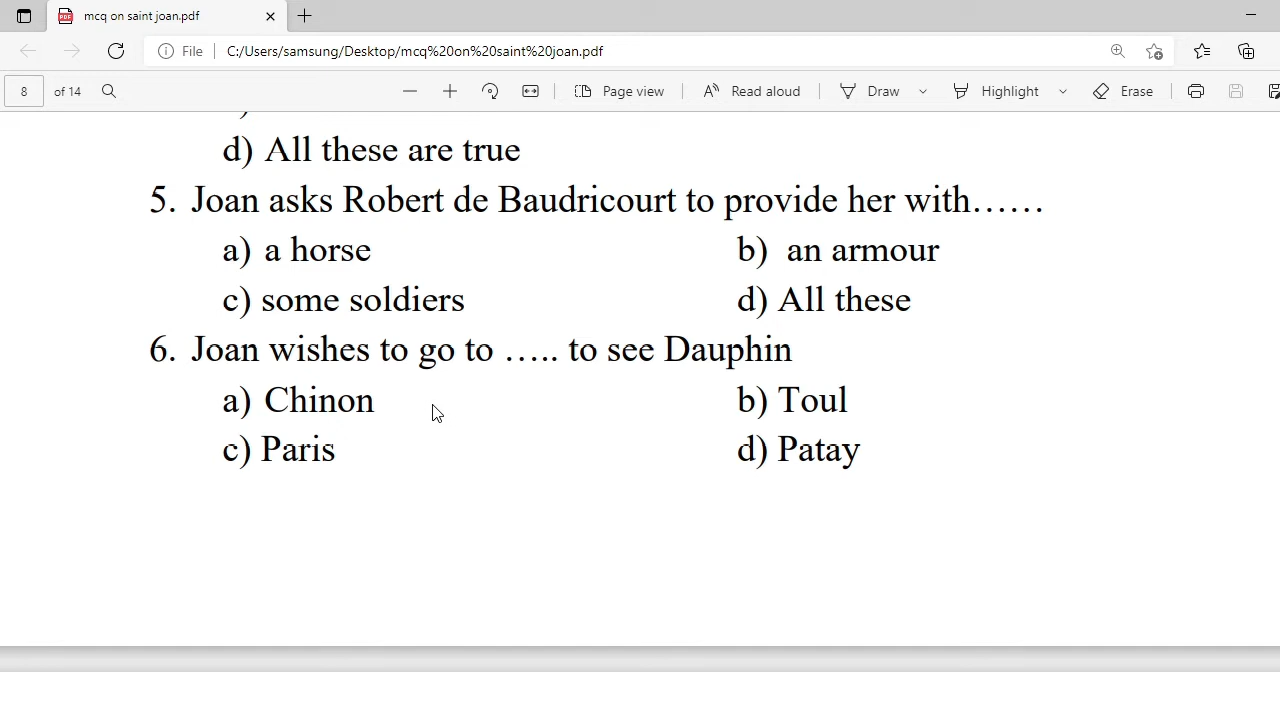 mcq on saint joan.pdf
File C:/Users/samsung/Desktop/mcq%20on%20saint%20joan.pdf
8 of 14 Page view Read aloud Draw Highlight Erase
d) All these are true
5. Joan asks Robert de Baudricourt to provide her with……
a) a horse b) an armour
c) some soldiers d) All these
6. Joan wishes to go to ….. to see Dauphin
a) Chinon b) Toul
c) Paris d) Patay